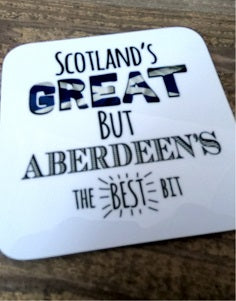 SCOTLAND'S
GREAT
BUT
ABERDEEN'S
THE BEST BIT